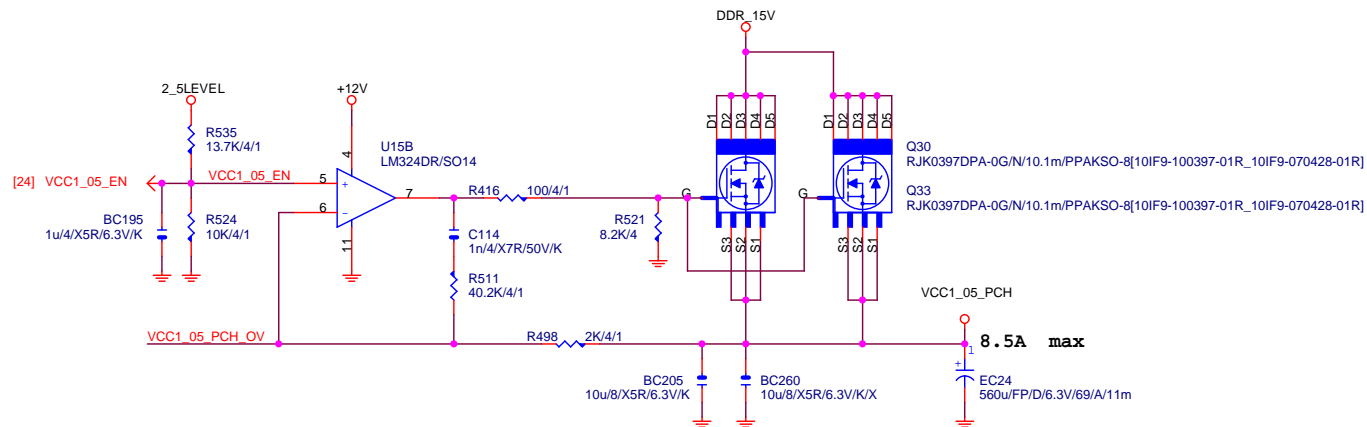 DDR_15V
2_5LEVEL
+12V
R535
13.7K/4/1
4
U15B
LM324DR/SO14
D1
D2
D3
D4
D5
D1
D2
D3
D4
D5
Q30
RJK0397DPA-0G/N/10.1m/PPAKSO-8[10IF9-100397-01R_10IF9-070428-01R]
[24] VCC1_05_EN
VCC1_05_EN
5
+
7
R416
100/4/1
G
G
Q33
RJK0397DPA-0G/N/10.1m/PPAKSO-8[10IF9-100397-01R_10IF9-070428-01R]
6
−
BC195
1u/4/X5R/6.3V/K
R524
10K/4/1
11
C114
1n/4/X7R/50V/K
R521
8.2K/4
S3
S2
S1
S3
S2
S1
R511
40.2K/4/1
VCC1_05_PCH
VCC1_05_PCH_OV
R498
2K/4/1
8.5A max
1
+
BC205
10u/8/X5R/6.3V/K
BC260
10u/8/X5R/6.3V/K/X
EC24
560u/FP/D/6.3V/69/A/11m